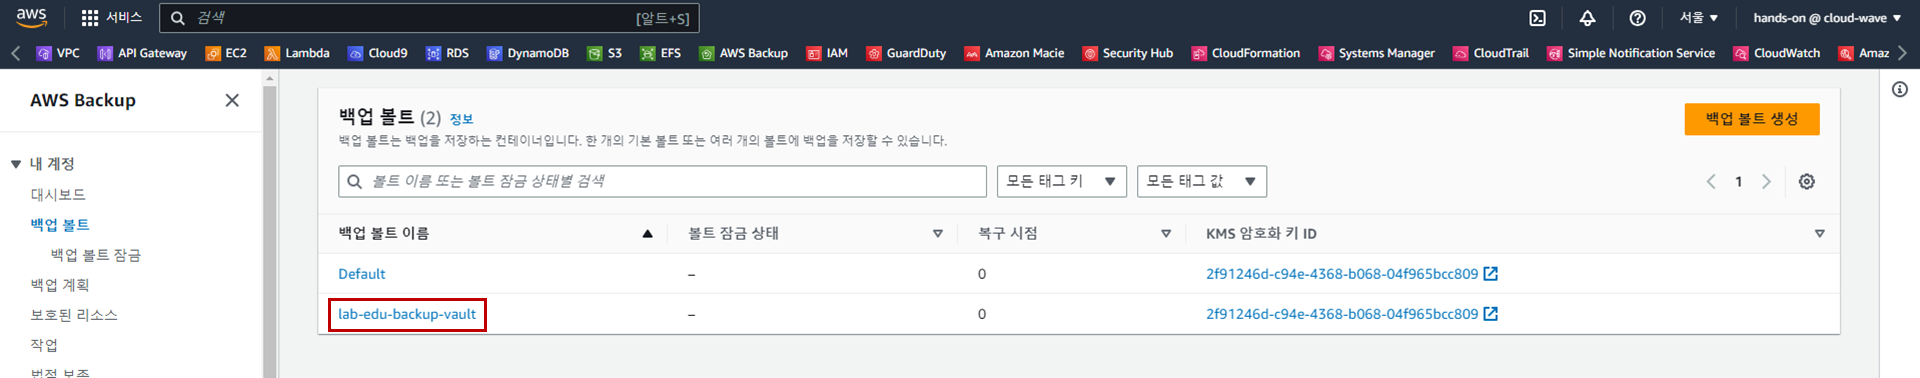 aws 서비스 검색 [알트+S] 서울 ▼ hands-on @ cloud-wave ▼
VPC API Gateway EC2 Lambda Cloud9 RDS DynamoDB S3 EFS AWS Backup IAM GuardDuty Amazon Macie Security Hub CloudFormation Systems Manager CloudTrail Simple Notification Service CloudWatch Amaz
AWS Backup
내 계정
대시보드
백업 볼트
백업 볼트 잠금
백업 계획
보호된 리소스
작업
법적 보존
백업 볼트 (2) 정보
백업 볼트 생성
백업 볼트는 백업을 저장하는 컨테이너입니다. 한 개의 기본 볼트 또는 여러 개의 볼트에 백업을 저장할 수 있습니다.
볼트 이름 또는 볼트 잠금 상태별 검색 모든 태그 키 모든 태그 값 1
백업 볼트 이름 볼트 잠금 상태 복구 시점 KMS 암호화 키 ID
Default – 0 2f91246d-c94e-4368-b068-04f965bcc809
lab-edu-backup-vault – 0 2f91246d-c94e-4368-b068-04f965bcc809